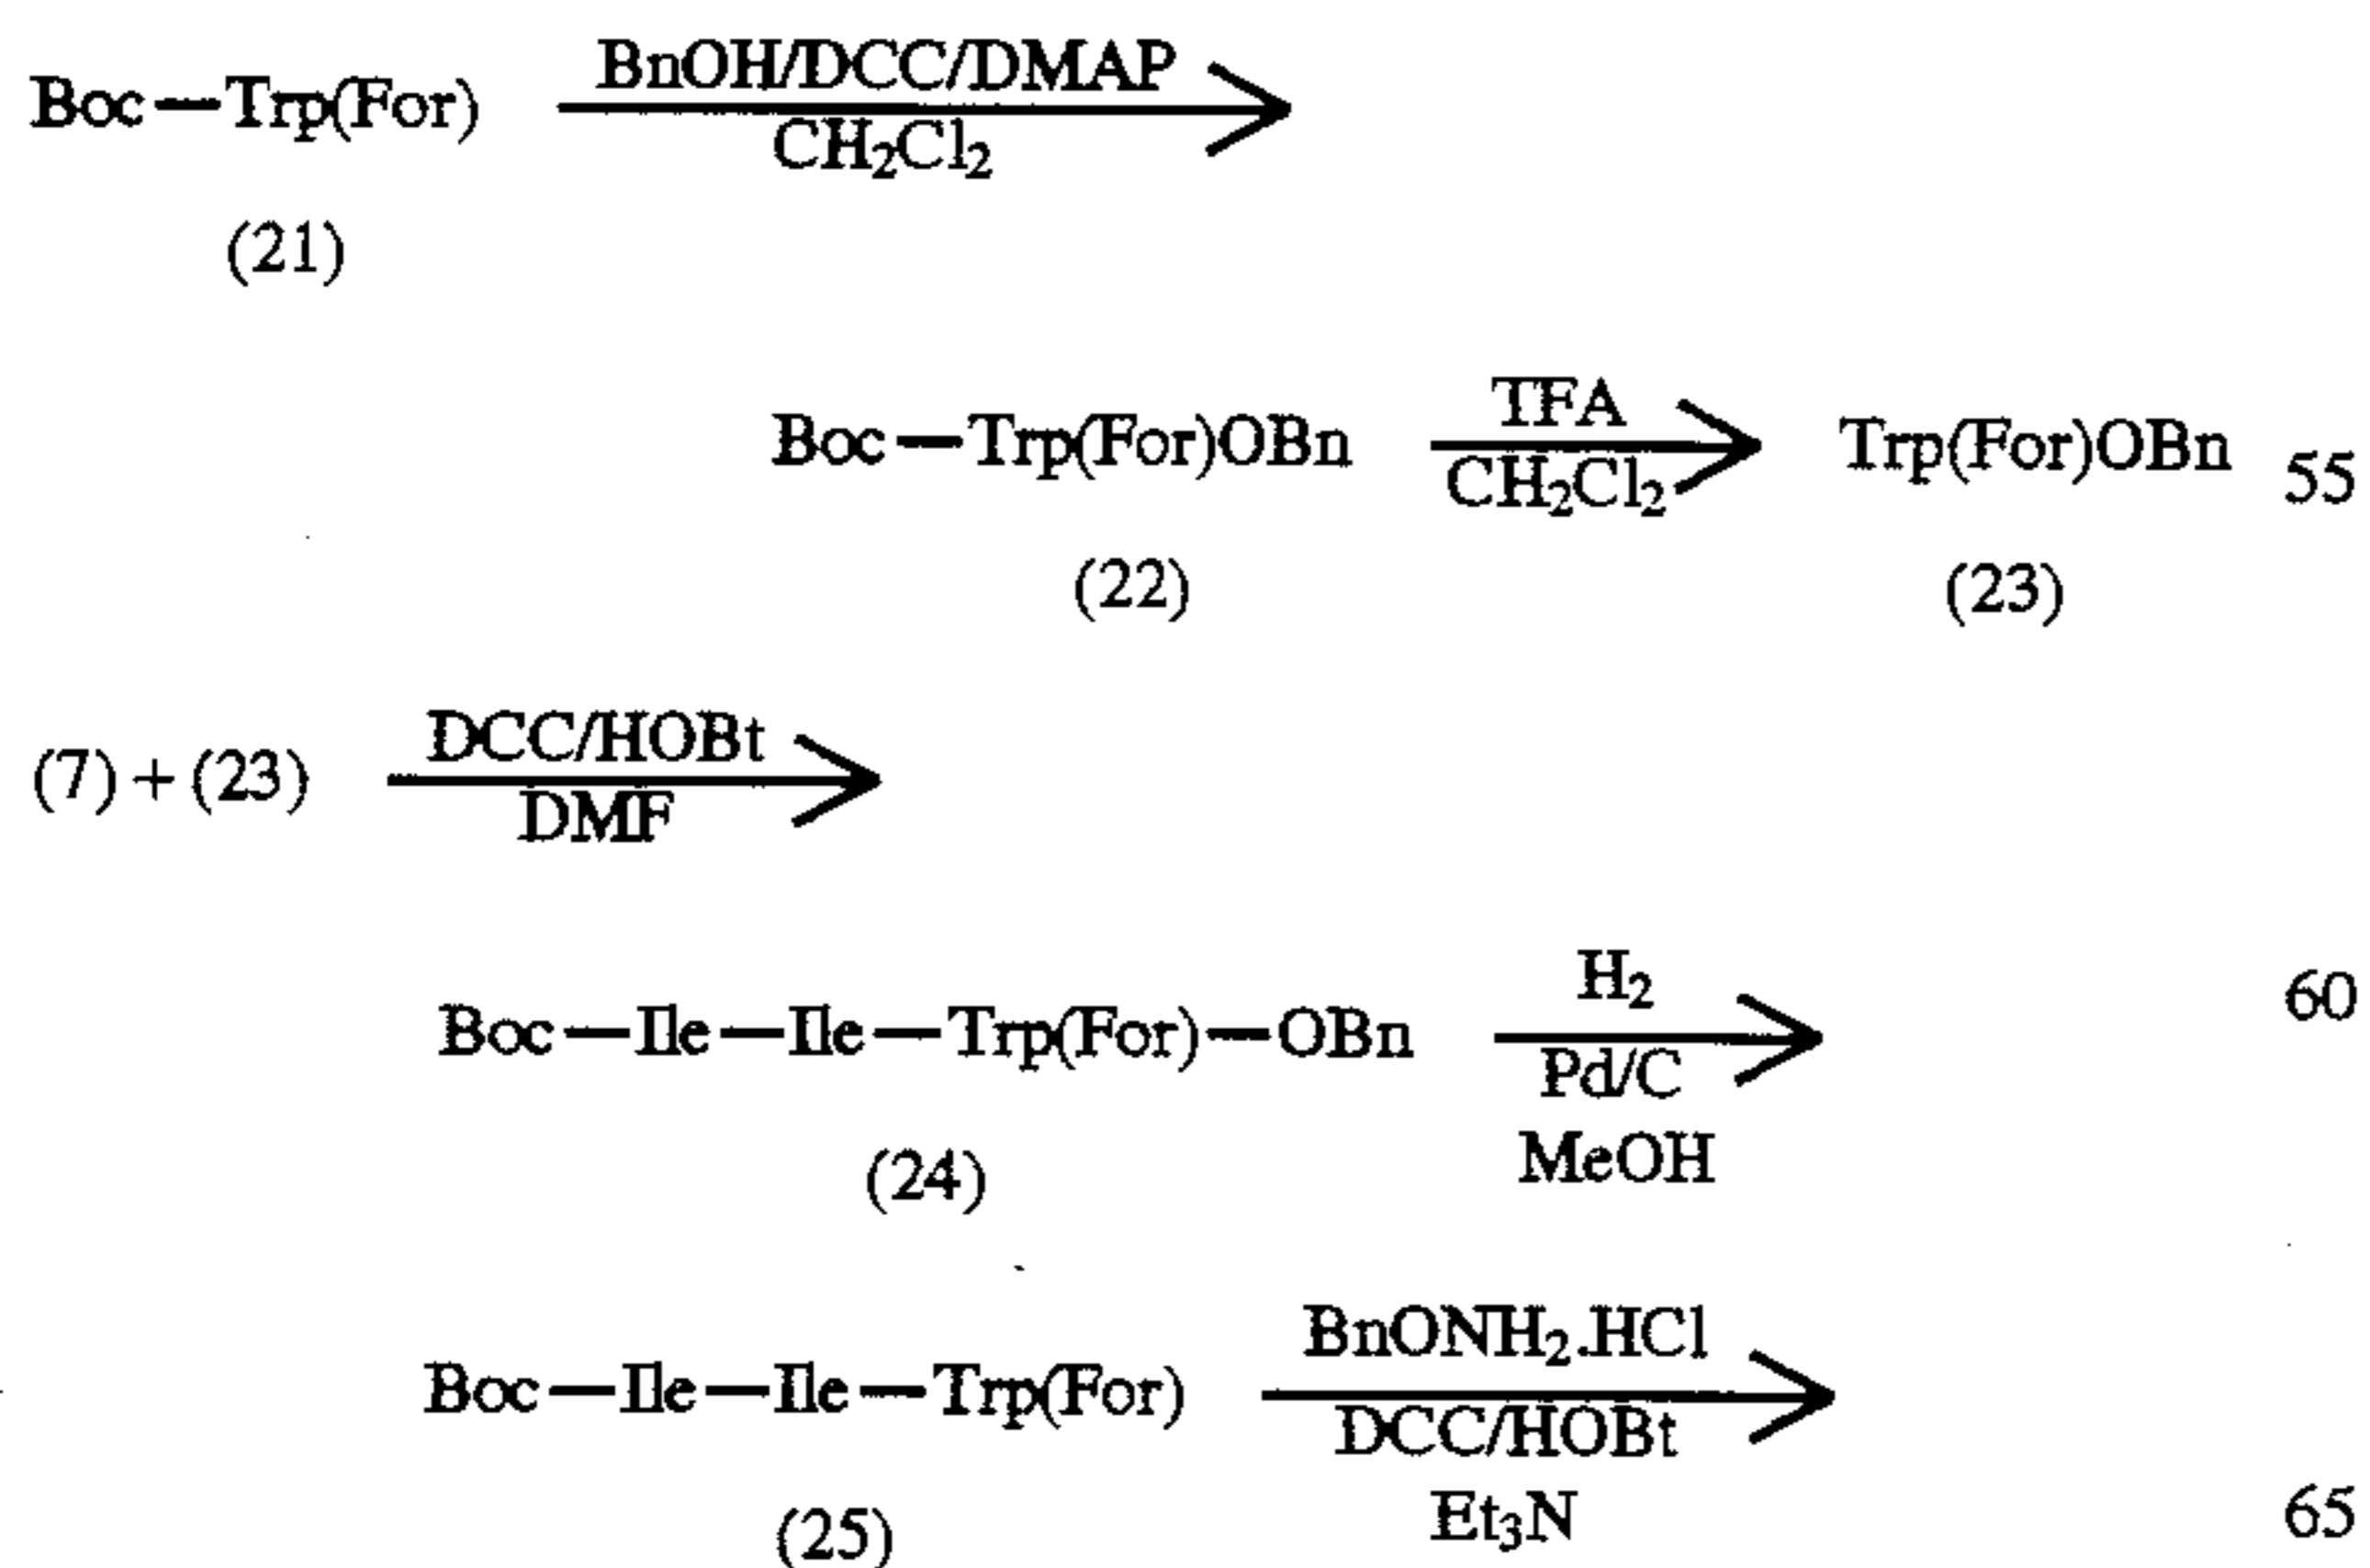 BnOH/DCC/DMAP
Boc—Trp(For)
CH2Cl2
(21)
TFA
Boc—Trp(For)OBn Trp(For)OBn 55
CH2Cl2
(22) (23)
DCC/HOBt
(7) + (23)
DMF
H2 60
Boc—Ile—Ile—Trp(For)—OBn
Pd/C
(24) MeOH
BnONH2.HCl
Boc—Ile—Ile—Trp(For)
DCC/HOBt
(25) Et3N 65